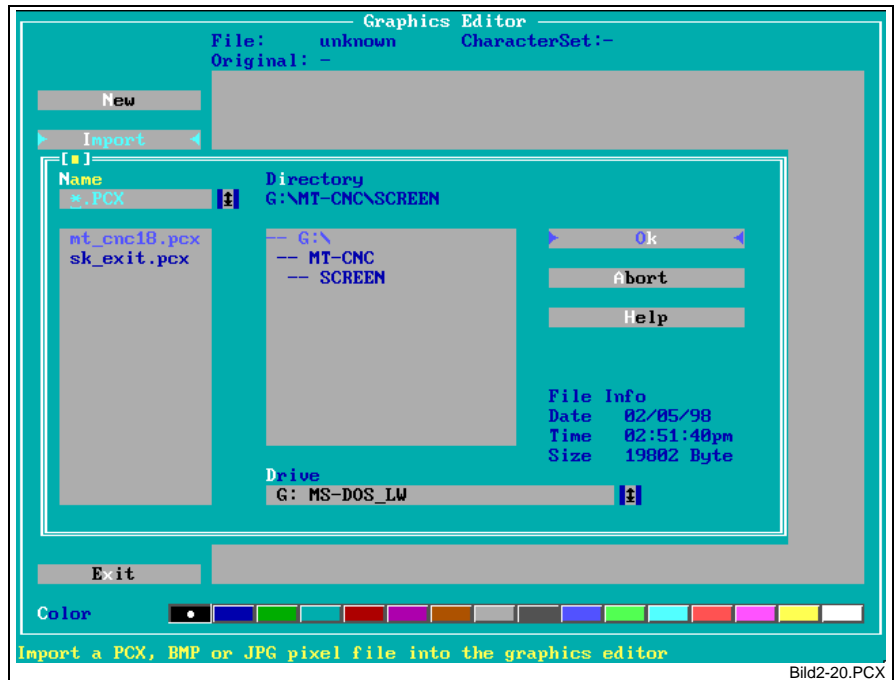 Graphics Editor
File: unknown CharacterSet:-
Original: -
New
Import
Name Directory
*.PCX G:\MT-CNC\SCREEN
mt_cnc18.pcx -- G:\ Ok
sk_exit.pcx -- MT-CNC
-- SCREEN Abort
Help
File Info
Date 02/05/98
Time 02:51:40pm
Size 19802 Byte
Drive
G: MS-DOS_LW
Exit
Color
Import a PCX, BMP or JPG pixel file into the graphics editor
Bild2-20.PCX